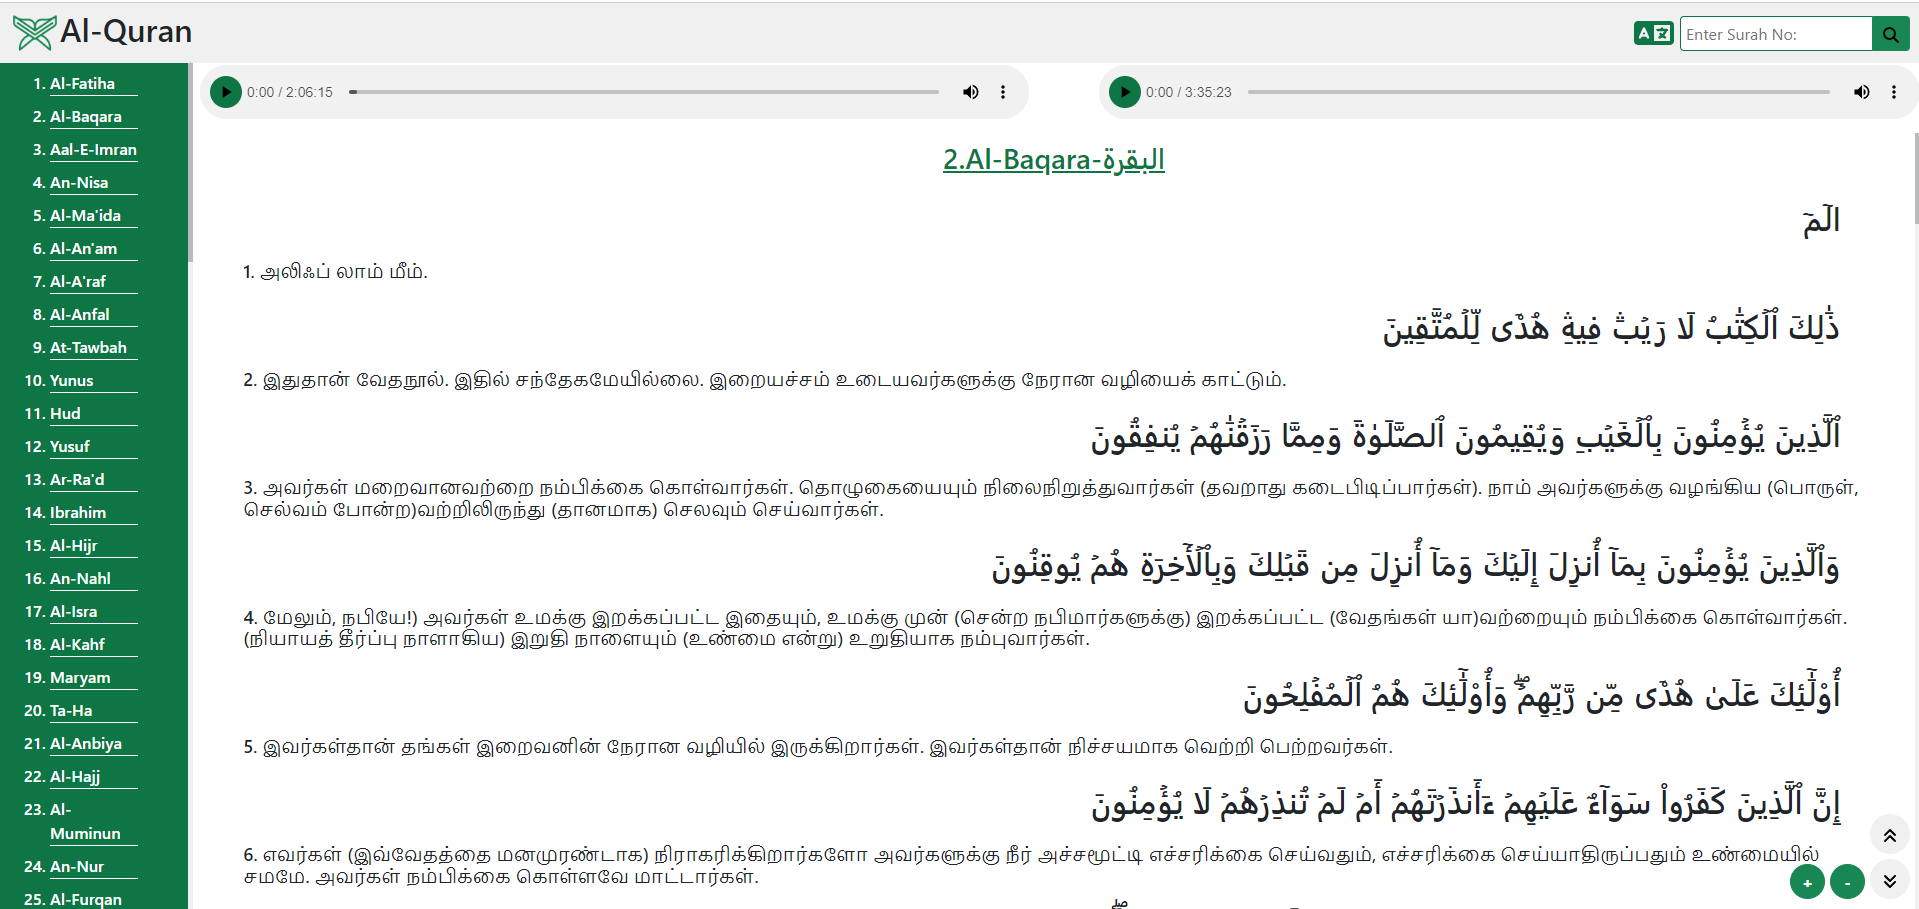 Al-Quran
Enter Surah No:
1. Al-Fatiha
2. Al-Baqara
3. Aal-E-Imran
4. An-Nisa
5. Al-Ma'ida
6. Al-An'am
7. Al-A'raf
8. Al-Anfal
9. At-Tawbah
10. Yunus
11. Hud
12. Yusuf
13. Ar-Ra'd
14. Ibrahim
15. Al-Hijr
16. An-Nahl
17. Al-Isra
18. Al-Kahf
19. Maryam
20. Ta-Ha
21. Al-Anbiya
22. Al-Hajj
23. Al-
Muminun
24. An-Nur
25. Al-Furqan
0:00 / 2:06:15
0:00 / 3:35:23
2.Al-Baqara-البقرة
الٓمٓ
1. அலிஃப் லாம் மீம்.
ذَٰلِكَ ٱلۡكِتَٰبُ لَا رَيۡبَۛ فِيهِۛ هُدٗى لِّلۡمُتَّقِينَ
2. இதுதான் வேதநூல். இதில் சந்தேகமேயில்லை. இறையச்சம் உடையவர்களுக்கு நேரான வழியைக் காட்டும்.
ٱلَّذِينَ يُؤۡمِنُونَ بِٱلۡغَيۡبِ وَيُقِيمُونَ ٱلصَّلَوٰةَ وَمِمَّا رَزَقۡنَٰهُمۡ يُنفِقُونَ
3. அவர்கள் மறைவானவற்றை நம்பிக்கை கொள்வார்கள். தொழுகையையும் நிலைநிறுத்துவார்கள் (தவறாது கடைபிடிப்பார்கள்). நாம் அவர்களுக்கு வழங்கிய (பொருள்,
செல்வம் போன்ற)வற்றிலிருந்து (தானமாக) செலவும் செய்வார்கள்.
وَٱلَّذِينَ يُؤۡمِنُونَ بِمَآ أُنزِلَ إِلَيۡكَ وَمَآ أُنزِلَ مِن قَبۡلِكَ وَبِٱلۡأٓخِرَةِ هُمۡ يُوقِنُونَ
4. மேலும், நபியே!) அவர்கள் உமக்கு இறக்கப்பட்ட இதையும், உமக்கு முன் (சென்ற நபிமார்களுக்கு) இறக்கப்பட்ட (வேதங்கள் யா)வற்றையும் நம்பிக்கை கொள்வார்கள்.
(நியாயத் தீர்ப்பு நாளாகிய) இறுதி நாளையும் (உண்மை என்று) உறுதியாக நம்புவார்கள்.
أُوْلَٰٓئِكَ عَلَىٰ هُدٗى مِّن رَّبِّهِمۡۖ وَأُوْلَٰٓئِكَ هُمُ ٱلۡمُفۡلِحُونَ
5. இவர்கள்தான் தங்கள் இறைவனின் நேரான வழியில் இருக்கிறார்கள். இவர்கள்தான் நிச்சயமாக வெற்றி பெற்றவர்கள்.
إِنَّ ٱلَّذِينَ كَفَرُواْ سَوَآءٌ عَلَيۡهِمۡ ءَأَنذَرۡتَهُمۡ أَمۡ لَمۡ تُنذِرۡهُمۡ لَا يُؤۡمِنُونَ
6. எவர்கள் (இவ்வேதத்தை மனமுரண்டாக) நிராகரிக்கிறார்களோ அவர்களுக்கு நீர் அச்சமூட்டி எச்சரிக்கை செய்வதும், எச்சரிக்கை செய்யாதிருப்பதும் உண்மையில்
சமமே. அவர்கள் நம்பிக்கை கொள்ளவே மாட்டார்கள்.
+ -